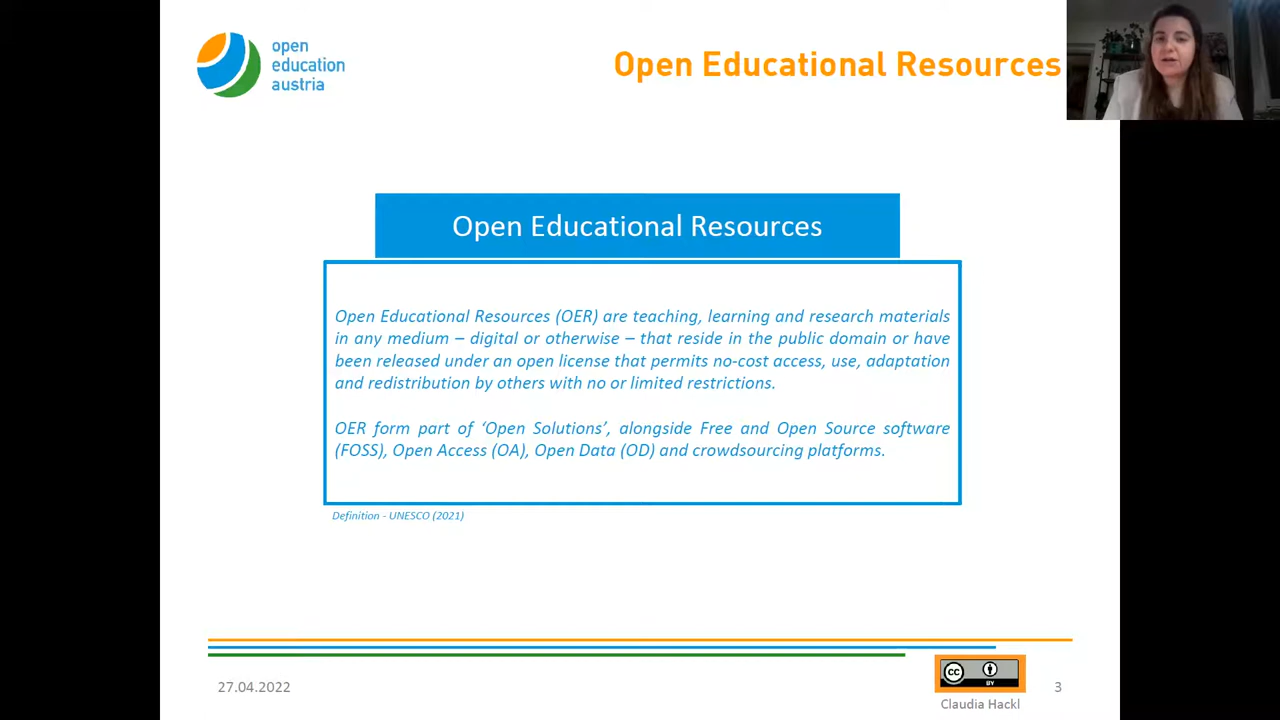 open
education
austria
Open Educational Resources
Open Educational Resources
Open Educational Resources (OER) are teaching, learning and research materials
in any medium – digital or otherwise – that reside in the public domain or have
been released under an open license that permits no-cost access, use, adaptation
and redistribution by others with no or limited restrictions.
OER form part of ‘Open Solutions’, alongside Free and Open Source software
(FOSS), Open Access (OA), Open Data (OD) and crowdsourcing platforms.
Definition - UNESCO (2021)
27.04.2022
cc
BY
Claudia Hackl
3